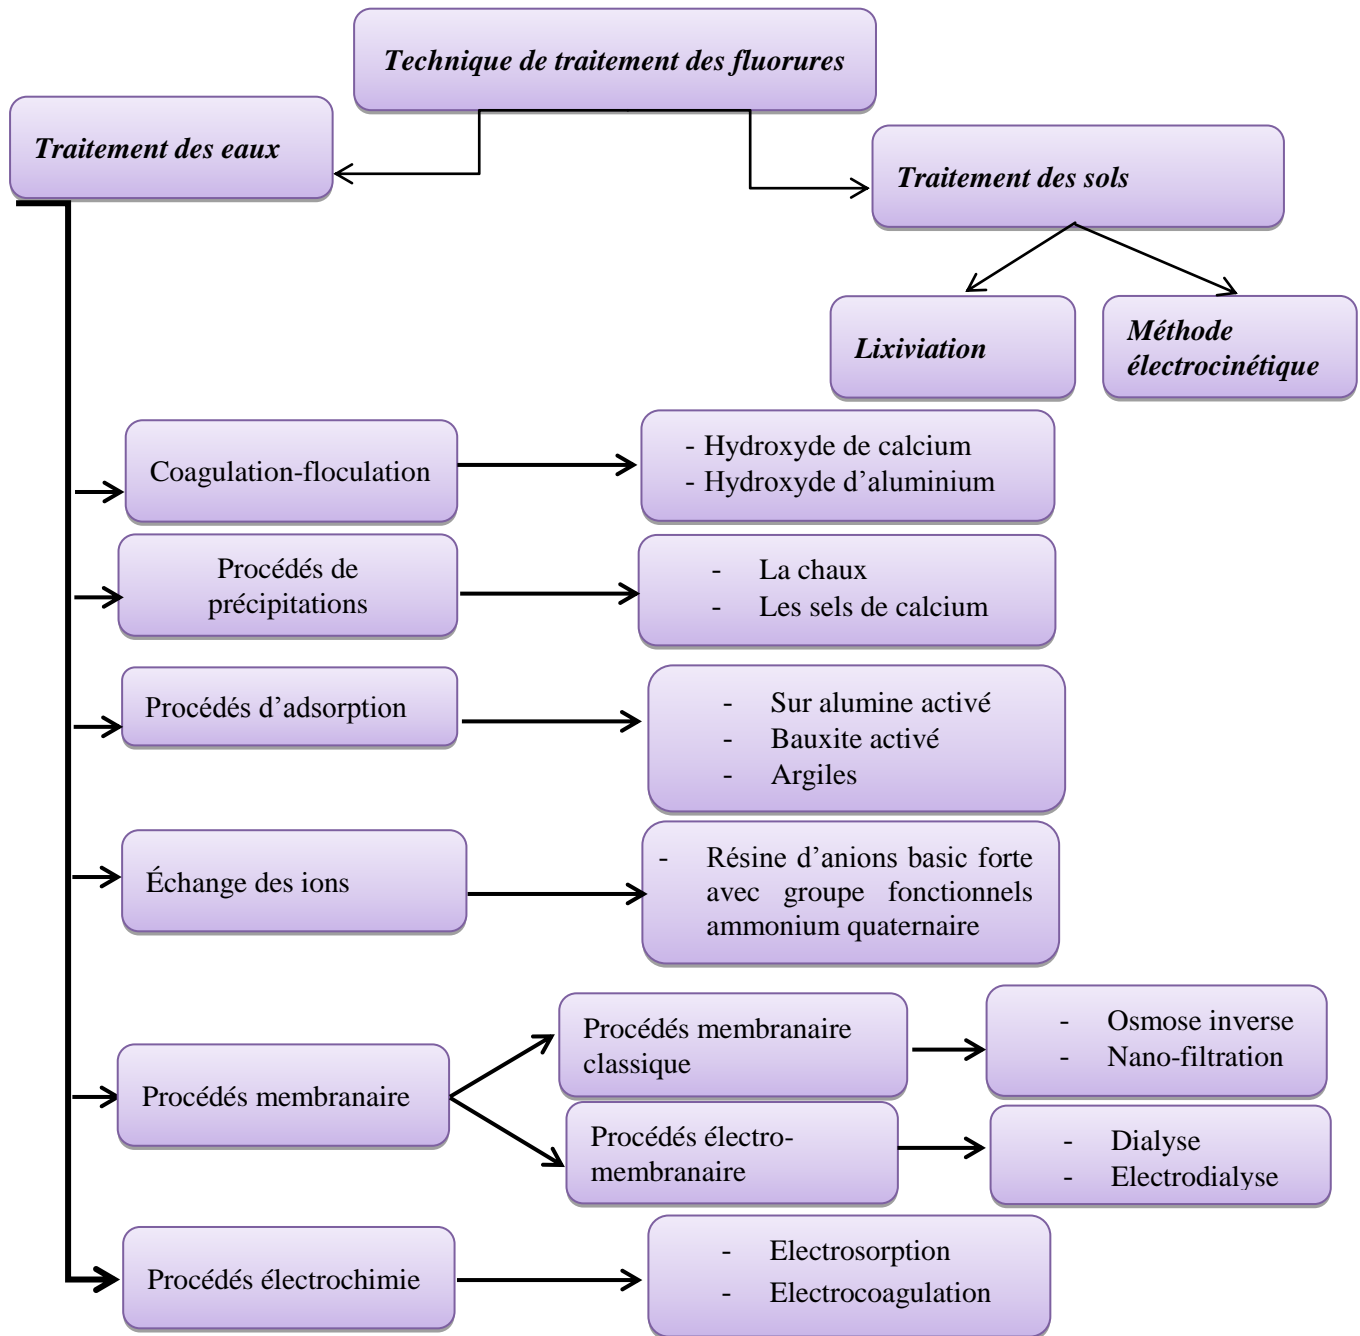 Technique de traitement des fluorures
Traitement des eaux
Traitement des sols
Lixiviation
Méthode
électrocinétique
Coagulation-floculation
- Hydroxyde de calcium
- Hydroxyde d’aluminium
Procédés de
précipitations
- La chaux
- Les sels de calcium
Procédés d’adsorption
- Sur alumine activé
- Bauxite activé
- Argiles
Échange des ions
- Résine d’anions basic forte
avec groupe fonctionnels
ammonium quaternaire
Procédés membranaire
Procédés membranaire
classique
- Osmose inverse
- Nano-filtration
Procédés électro-
membranaire
- Dialyse
- Electrodialyse
Procédés électrochimie
- Electrosorption
- Electrocoagulation